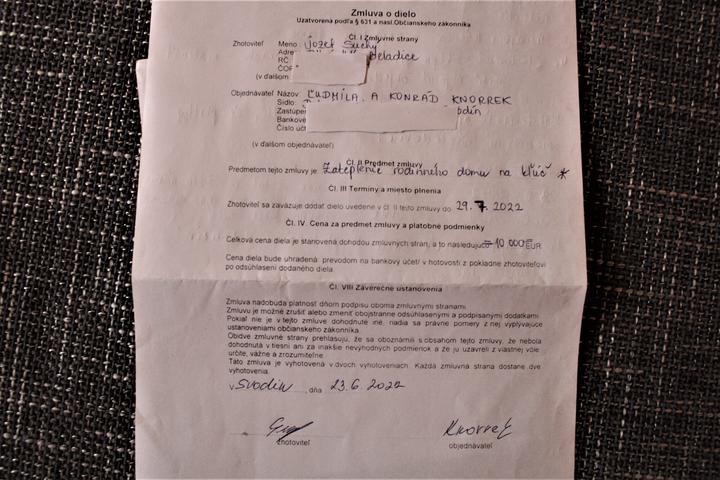 Zmluva o dielo
Uzatvorená podľa § 631 a nasl.Občianskeho zákonníka
Čl. I Zmluvné strany
Zhotoviteľ Meno: Jozef Suchý
Adre Beladice
RČ
ČOP
(v ďalšom
Objednávateľ Názov ĽUDMILA A KONRÁD KNORREK
Sídlo
Zastúpen odín
Bankové
Číslo účt
(v ďalšom objednávateľ)
Čl. II Predmet zmluvy
Predmetom tejto zmluvy je: Zateplenie rodinného domu na kľúč *
Čl. III Termíny a miesto plnenia
Zhotoviteľ sa zaväzuje dodať dielo uvedené v čl. II tejto zmluvy do 29.7.2022
Čl. IV. Cena za predmet zmluvy a platobné podmienky
Celková cena diela je stanovená dohodou zmluvných strán, a to nasledujúco 10 000 EUR
Cena diela bude uhradená: prevodom na bankový účet/ v hotovosti z pokladne zhotoviteľovi
po odsúhlasení dodaného diela.
Čl. VIII Záverečné ustanovenia
Zmluva nadobúda platnosť dňom podpisu oboma zmluvnými stranami.
Zmluvu je možné zrušiť alebo zmeniť obojstranne odsúhlasenými a podpísanými dodatkami.
Pokiaľ nie je v tejto zmluve dohodnuté iné, riadia sa právne pomery z nej vyplývajúce
ustanoveniami občianskeho zákonníka.
Obidve zmluvné strany prehlasujú, že sa oboznámili s obsahom tejto zmluvy, že nebola
dohodnutá v tiesni ani za inakšie nevýhodných podmienok a že ju uzavreli z vlastnej vôle
určite, vážne a zrozumiteľne.
Táto zmluva je vyhotovená v dvoch vyhotoveniach. Každá zmluvná strana dostane dve
vyhotovenia.
v Svodín, dňa 23.6.2022
Knorrek
zhotoviteľ objednávateľ